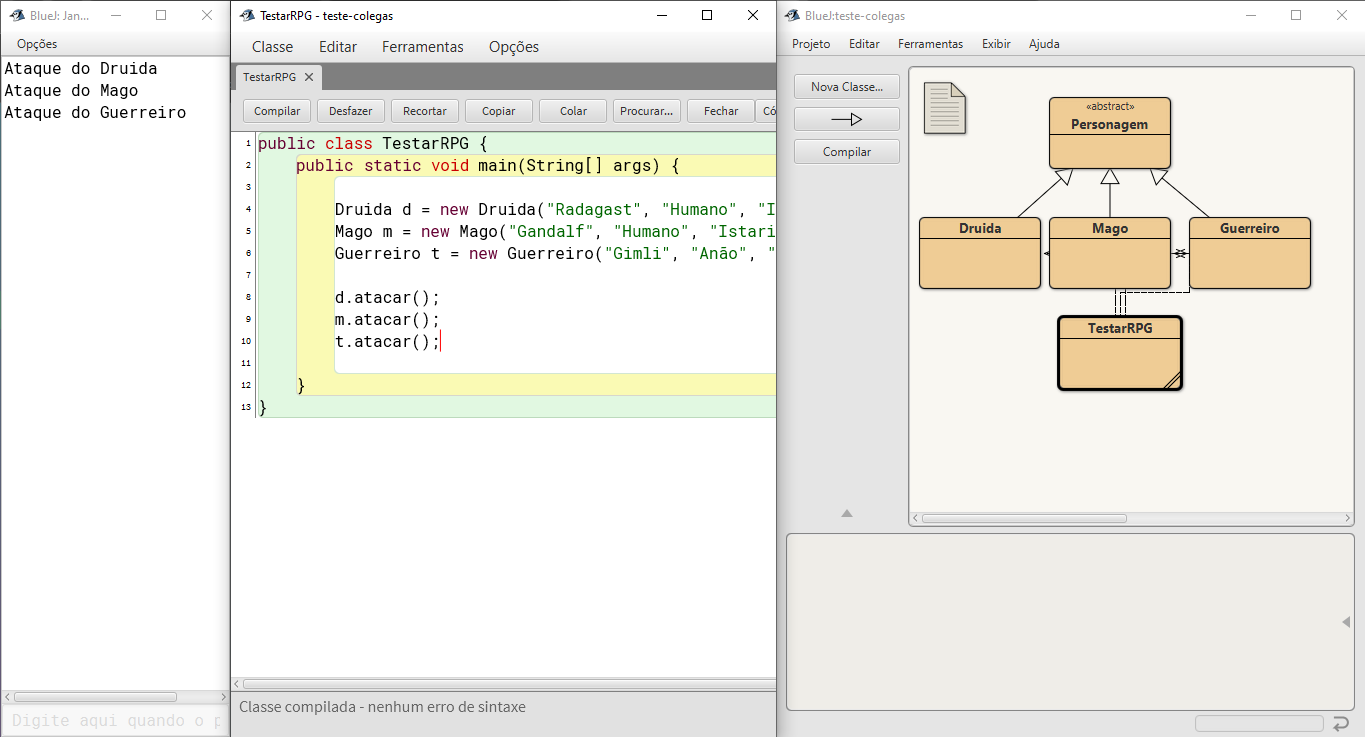 BlueJ: Jan...
Opções
Ataque do Druida
Ataque do Mago
Ataque do Guerreiro
Digite aqui quando o p
TestarRPG - teste-colegas
Classe Editar Ferramentas Opções
TestarRPG ×
Compilar Desfazer Recortar Copiar Colar Procurar... Fechar Có
1 public class TestarRPG {
2 public static void main(String[] args) {
3
4 Druida d = new Druida("Radagast", "Humano", "I
5 Mago m = new Mago("Gandalf", "Humano", "Istari
6 Guerreiro t = new Guerreiro("Gimli", "Anão", "
7
8 d.atacar();
9 m.atacar();
10 t.atacar();
11
12 }
13 }
Classe compilada - nenhum erro de sintaxe
BlueJ:teste-colegas
Projeto Editar Ferramentas Exibir Ajuda
Nova Classe...
Compilar
«abstract»
Personagem
Druida Mago Guerreiro
TestarRPG